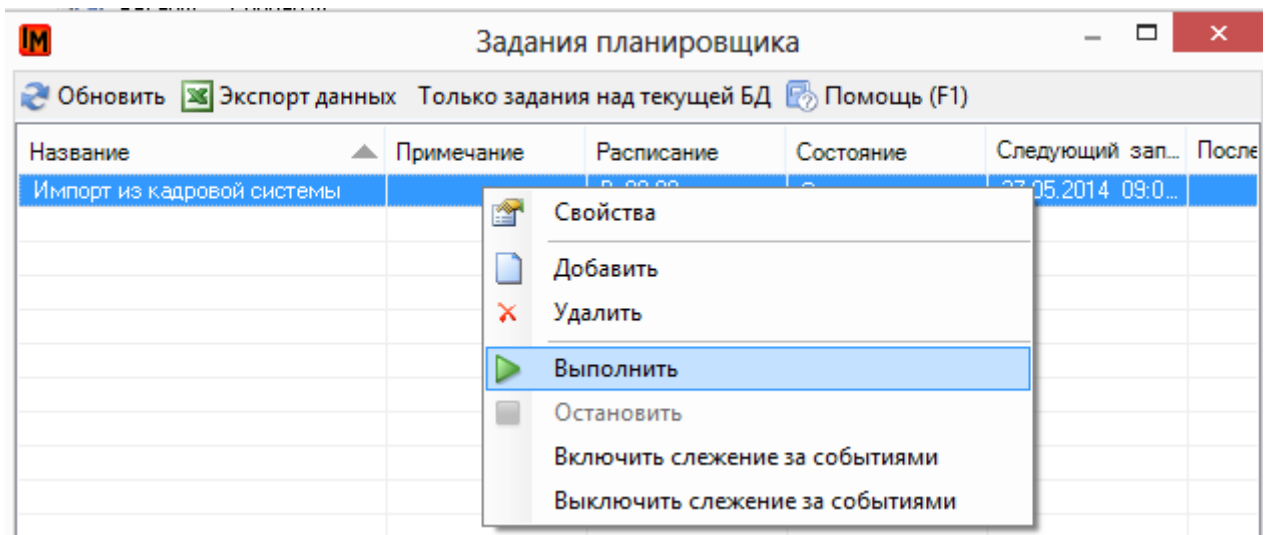 IM
Задания планировщика
Обновить Экспорт данных Только задания над текущей БД Помощь (F1)
Название Примечание Расписание Состояние Следующий зап... После
Импорт из кадровой системы 27.05.2014 09:0...
Свойства
Добавить
Удалить
Выполнить
Остановить
Включить слежение за событиями
Выключить слежение за событиями